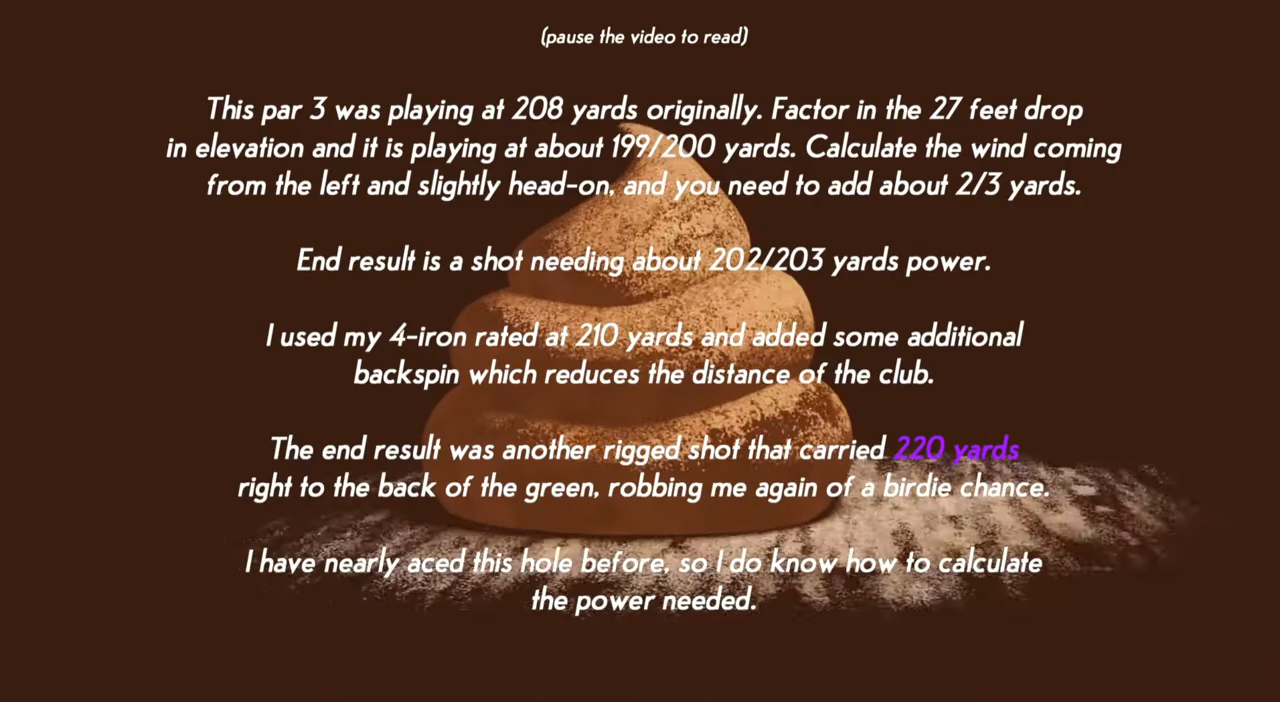 (pause the video to read)
This par 3 was playing at 208 yards originally. Factor in the 27 feet drop
in elevation and it is playing at about 199/200 yards. Calculate the wind coming
from the left and slightly head-on, and you need to add about 2/3 yards.
End result is a shot needing about 202/203 yards power.
I used my 4-iron rated at 210 yards and added some additional
backspin which reduces the distance of the club.
The end result was another rigged shot that carried 220 yards
right to the back of the green, robbing me again of a birdie chance.
I have nearly aced this hole before, so I do know how to calculate
the power needed.